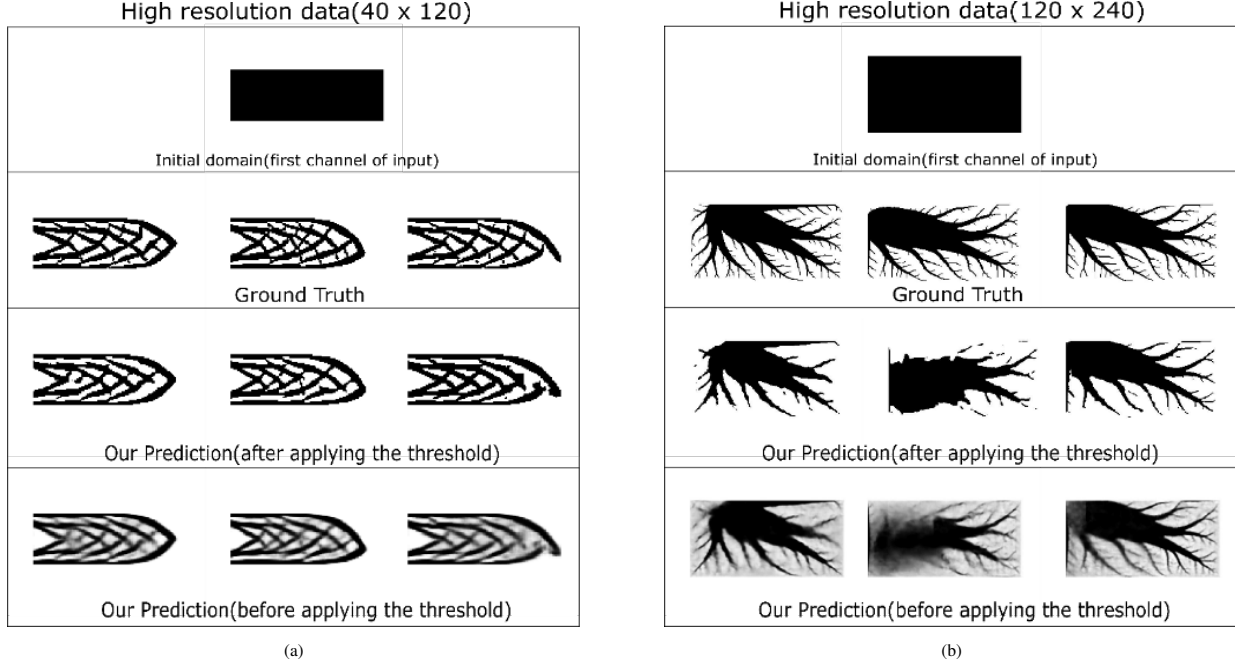 High resolution data(40 x 120)
Initial domain(first channel of input)
Ground Truth
Our Prediction(after applying the threshold)
Our Prediction(before applying the threshold)
(a)
High resolution data(120 x 240)
Initial domain(first channel of input)
Ground Truth
Our Prediction(after applying the threshold)
Our Prediction(before applying the threshold)
(b)